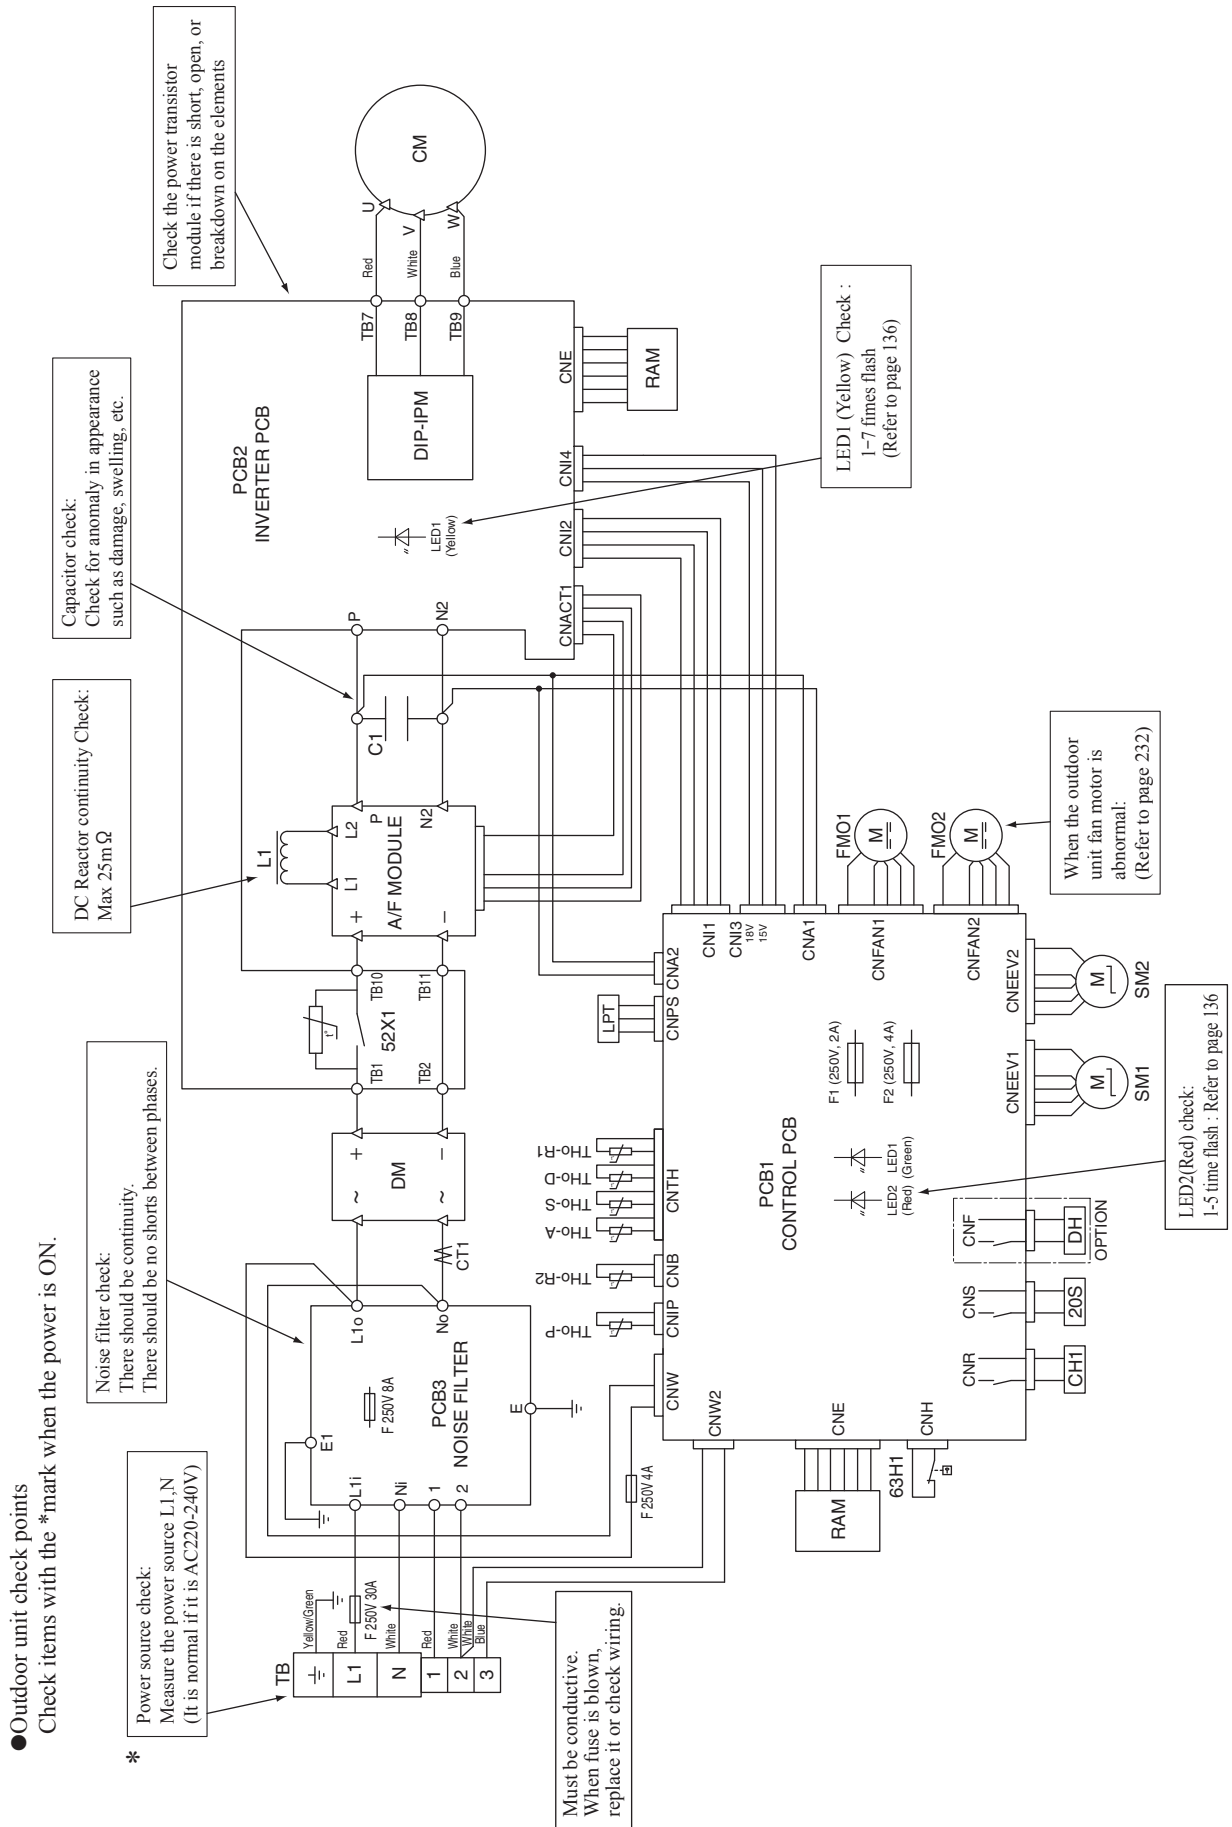 ●Outdoor unit check points
Check items with the *mark when the power is ON.
*
Power source check:
Measure the power source L1,N
(It is normal if it is AC220-240V)
Noise filter check:
There should be continuity.
There should be no shorts between phases.
DC Reactor continuity Check:
Max 25mΩ
Capacitor check:
Check for anomaly in appearance
such as damage, swelling, etc.
Check the power transistor
module if there is short, open, or
breakdown on the elements
TB
L1
N
1
2
3
Yellow/Green
Red
F 250V 30A
White
Red
White
White
Blue
Must be conductive.
When fuse is blown,
replace it or check wiring.
E1
L1i
Ni
1
2
F 250V 8A
PCB3
NOISE FILTER
L1o
No
E
F 250V 4A
CT1
~
+
DM
~
−
TB1
TB10
t°
52X1
TB2
TB11
L1
L1
L2
+
P
A/F MODULE
−
N2
C1
P
N2
PCB2
INVERTER PCB
LED1
(Yellow)
DIP-IPM
TB7
TB8
TB9
Red
White
Blue
U
V
W
CM
CNACT1
CNI2
CNI4
CNE
RAM
LED1 (Yellow) Check :
1-7 times flash
(Refer to page 136)
THo-P
THo-R2
THo-A
THo-S
THo-D
THo-R1
LPT
CNW2
CNW
CNIP
CNB
CNTH
CNPS
CNA2
PCB1
CONTROL PCB
LED2
(Red)
LED1
(Green)
F1 (250V, 2A)
F2 (250V, 4A)
CNI1
CNI3
18V
15V
CNA1
CNFAN1
CNFAN2
FMO1
M
FMO2
M
When the outdoor
unit fan motor is
abnormal:
(Refer to page 232)
CNE
RAM
CNH
63H1
P
CNR
CH1
CNS
20S
CNF
DH
OPTION
CNEEV1
M
SM1
CNEEV2
M
SM2
LED2(Red) check:
1-5 time flash : Refer to page 136